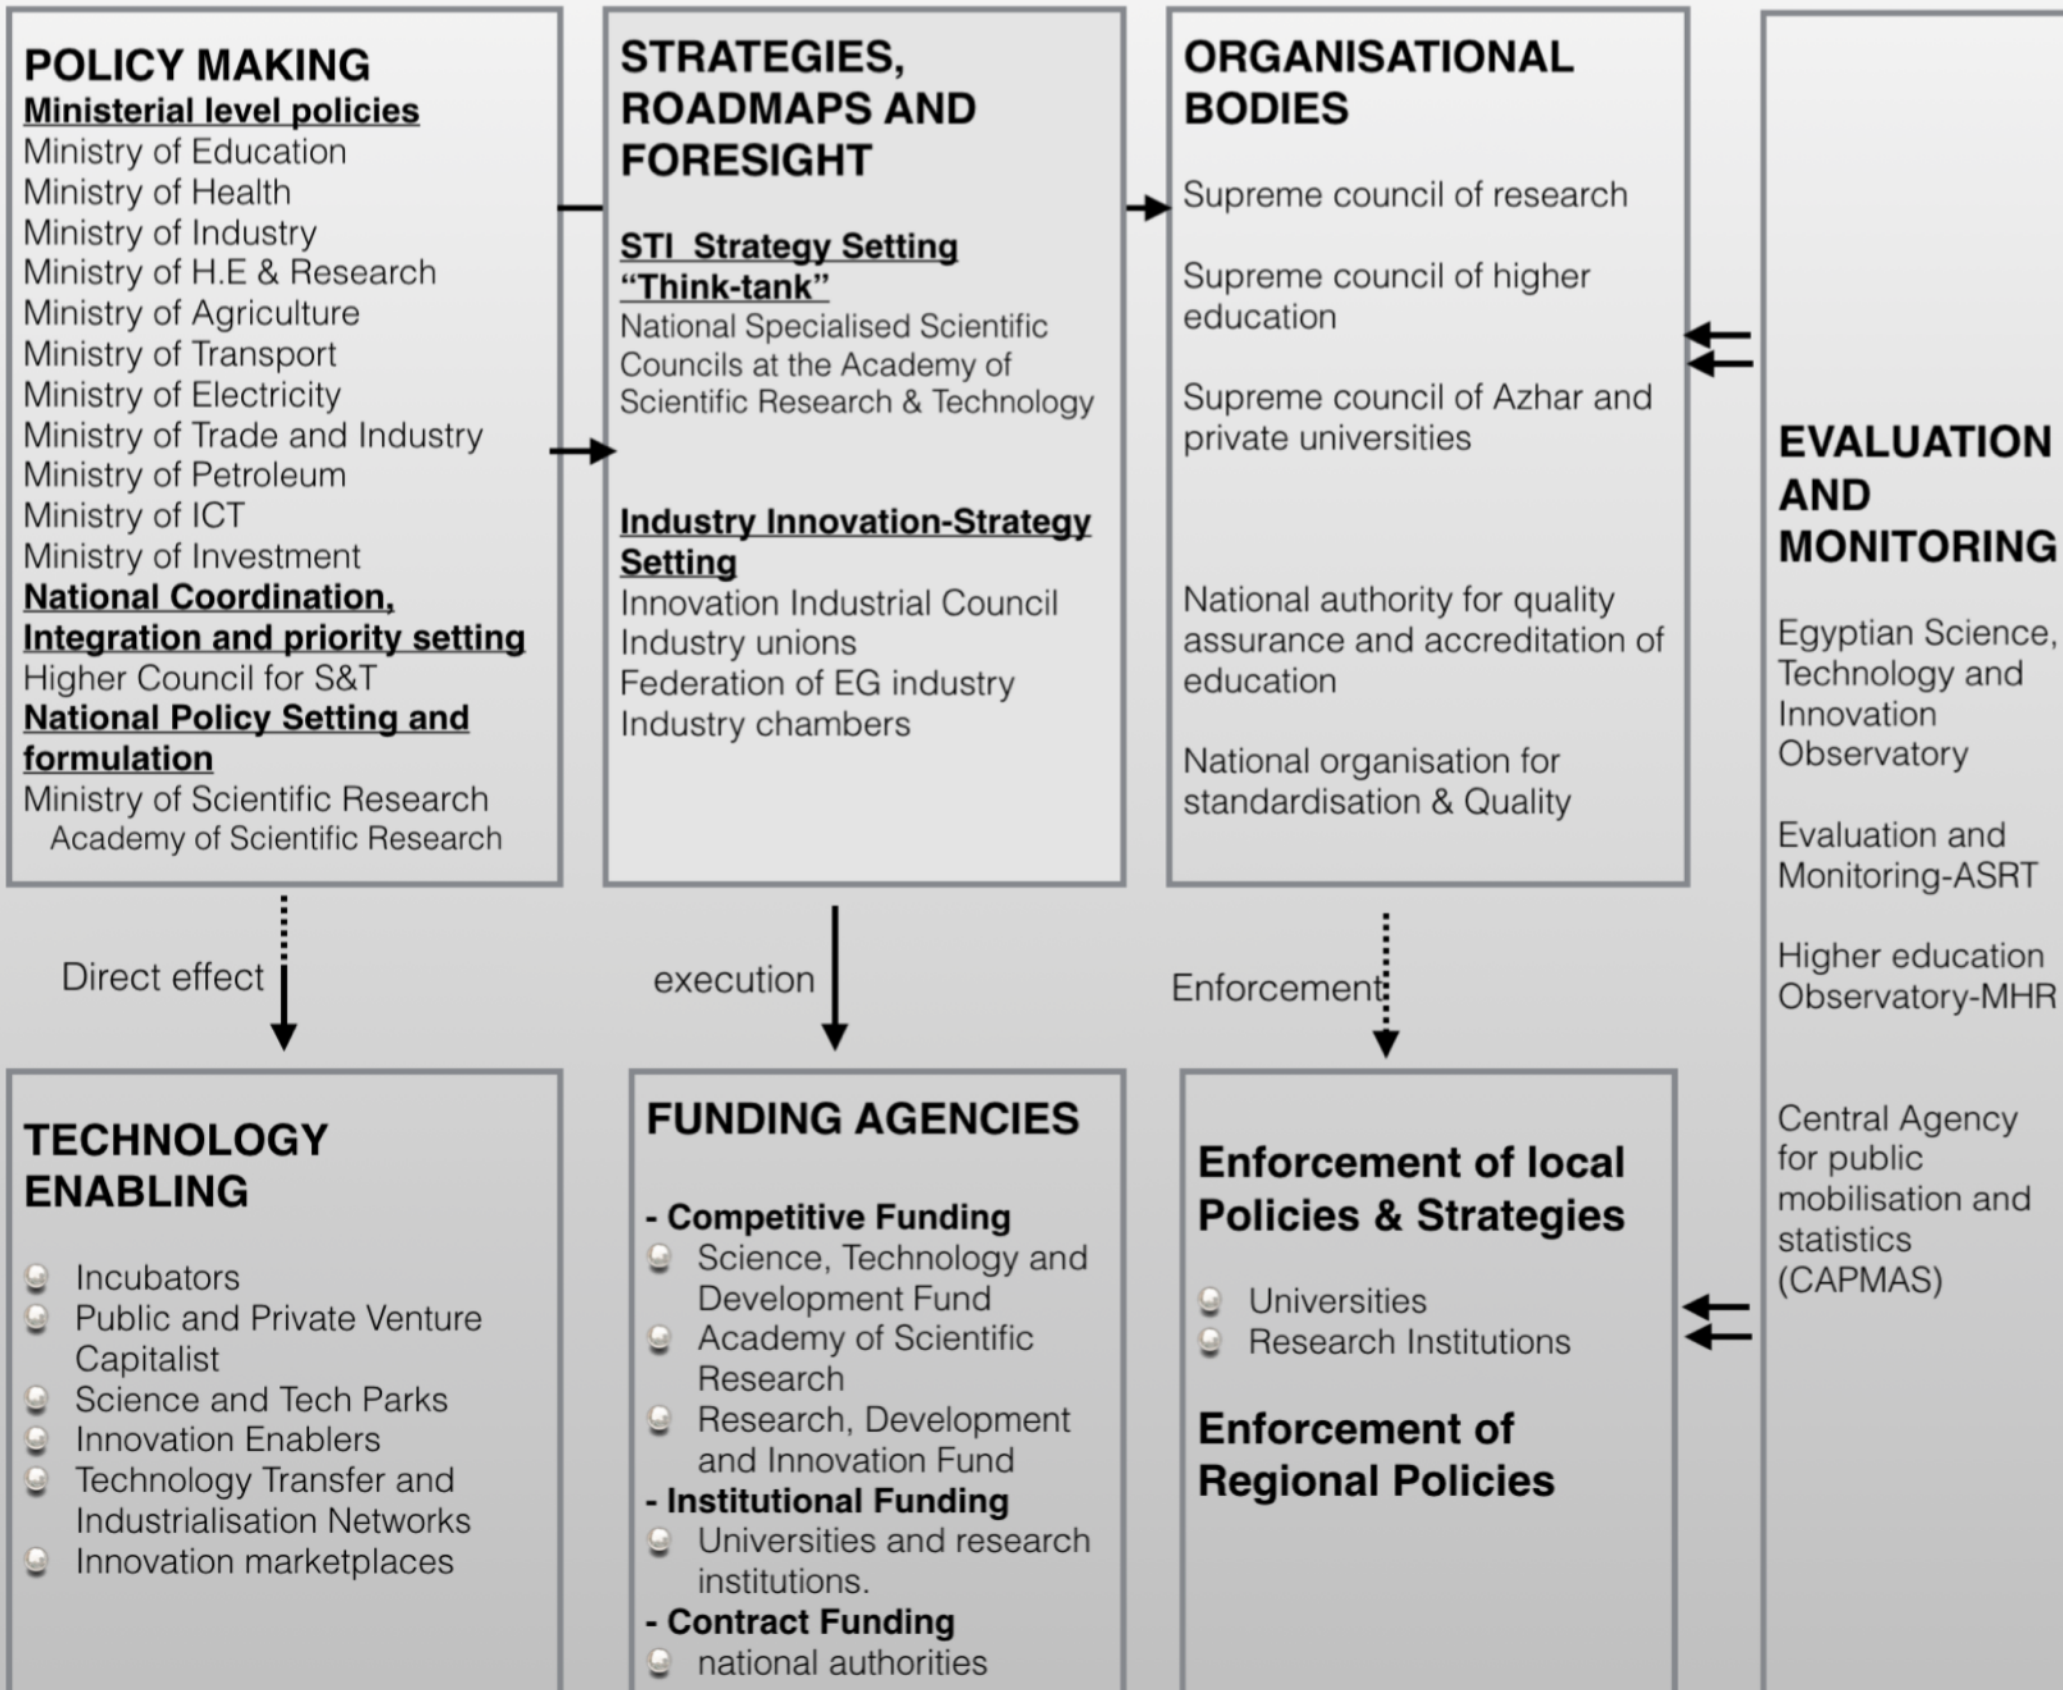 POLICY MAKING
Ministerial level policies
Ministry of Education
Ministry of Health
Ministry of Industry
Ministry of H.E & Research
Ministry of Agriculture
Ministry of Transport
Ministry of Electricity
Ministry of Trade and Industry
Ministry of Petroleum
Ministry of ICT
Ministry of Investment
National Coordination,
Integration and priority setting
Higher Council for S&T
National Policy Setting and
formulation
Ministry of Scientific Research
Academy of Scientific Research
STRATEGIES,
ROADMAPS AND
FORESIGHT
STI Strategy Setting
“Think-tank”
National Specialised Scientific
Councils at the Academy of
Scientific Research & Technology
Industry Innovation-Strategy
Setting
Innovation Industrial Council
Industry unions
Federation of EG industry
Industry chambers
ORGANISATIONAL
BODIES
Supreme council of research
Supreme council of higher
education
Supreme council of Azhar and
private universities
National authority for quality
assurance and accreditation of
education
National organisation for
standardisation & Quality
EVALUATION
AND
MONITORING
Egyptian Science,
Technology and
Innovation
Observatory
Evaluation and
Monitoring-ASRT
Higher education
Observatory-MHR
Central Agency
for public
mobilisation and
statistics
(CAPMAS)
Direct effect
execution
Enforcement
TECHNOLOGY
ENABLING
Incubators
Public and Private Venture
Capitalist
Science and Tech Parks
Innovation Enablers
Technology Transfer and
Industrialisation Networks
Innovation marketplaces
FUNDING AGENCIES
- Competitive Funding
Science, Technology and
Development Fund
Academy of Scientific
Research
Research, Development
and Innovation Fund
- Institutional Funding
Universities and research
institutions.
- Contract Funding
national authorities
Enforcement of local
Policies & Strategies
Universities
Research Institutions
Enforcement of
Regional Policies